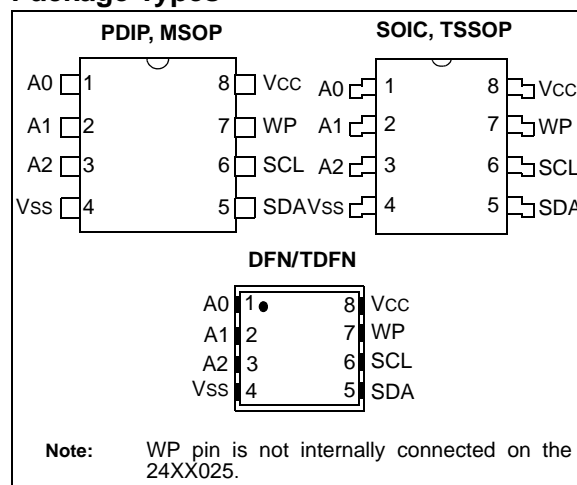 PDIP, MSOP
A0 1 8 VCC
A1 2 7 WP
A2 3 6 SCL
VSS 4 5 SDA
SOIC, TSSOP
A0 1 8 VCC
A1 2 7 WP
A2 3 6 SCL
VSS 4 5 SDA
DFN/TDFN
A0 1 8 VCC
A1 2 7 WP
A2 3 6 SCL
VSS 4 5 SDA
Note: WP pin is not internally connected on the
24XX025.